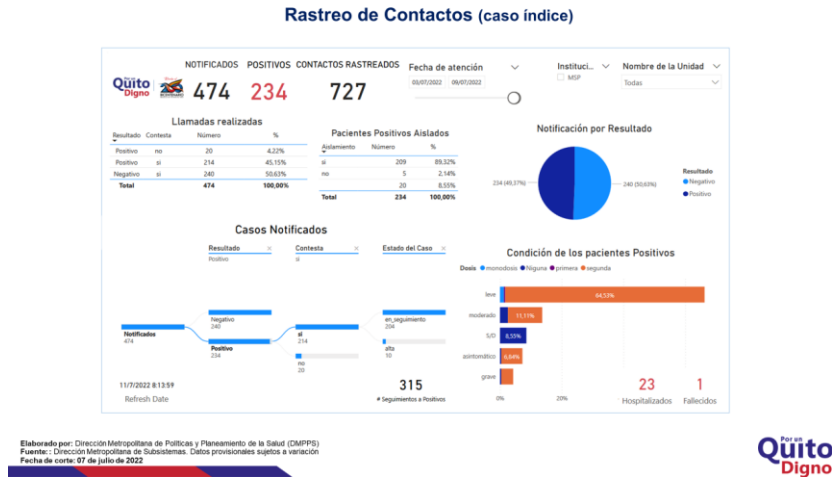 Rastreo de Contactos (caso índice)
Por un
Quito
Digno
NOTIFICADOS POSITIVOS CONTACTOS RASTREADOS
474 234 727
Fecha de atención
09/07/2022
Instituci...
MSP
Nombre de la Unidad
Todas
Llamadas realizadas
Resultado Contesta Número %
Positivo no 20 4,22%
Positivo si 214 45,15%
Negativo si 240 50,63%
Total 474 100,00%
Pacientes Positivos Aislados
Aislamiento Número %
si 209 89,32%
no 5 2,14%
20 8,55%
Total 234 100,00%
Notificación por Resultado
234 (49,37%)
240 (50,63%)
Resultado
Negativo
Positivo
Casos Notificados
Resultado Contesta Estado del Caso
Positivo si
Notificados
474
Negativo
240
Positivo
234
si
214
no
20
en_seguimiento
204
alta
10
11/7/2022 8:13:59
Refresh Date
315
# Seguimientos a Positivos
Condición de los pacientes Positivos
Dosis monodosis Niguna primera segunda
leve 64,53%
moderado 11,11%
S/D 8,55%
asintomático 6,84%
grave
0% 20%
23
Hospitalizados
1
Fallecidos
Elaborado por: Dirección Metropolitana de Políticas y Planeamiento de la Salud (DMPPS)
Fuente: : Dirección Metropolitana de Subsistemas. Datos provisionales sujetos a variación
Fecha de corte: 07 de julio de 2022
Por un
Quito
Digno